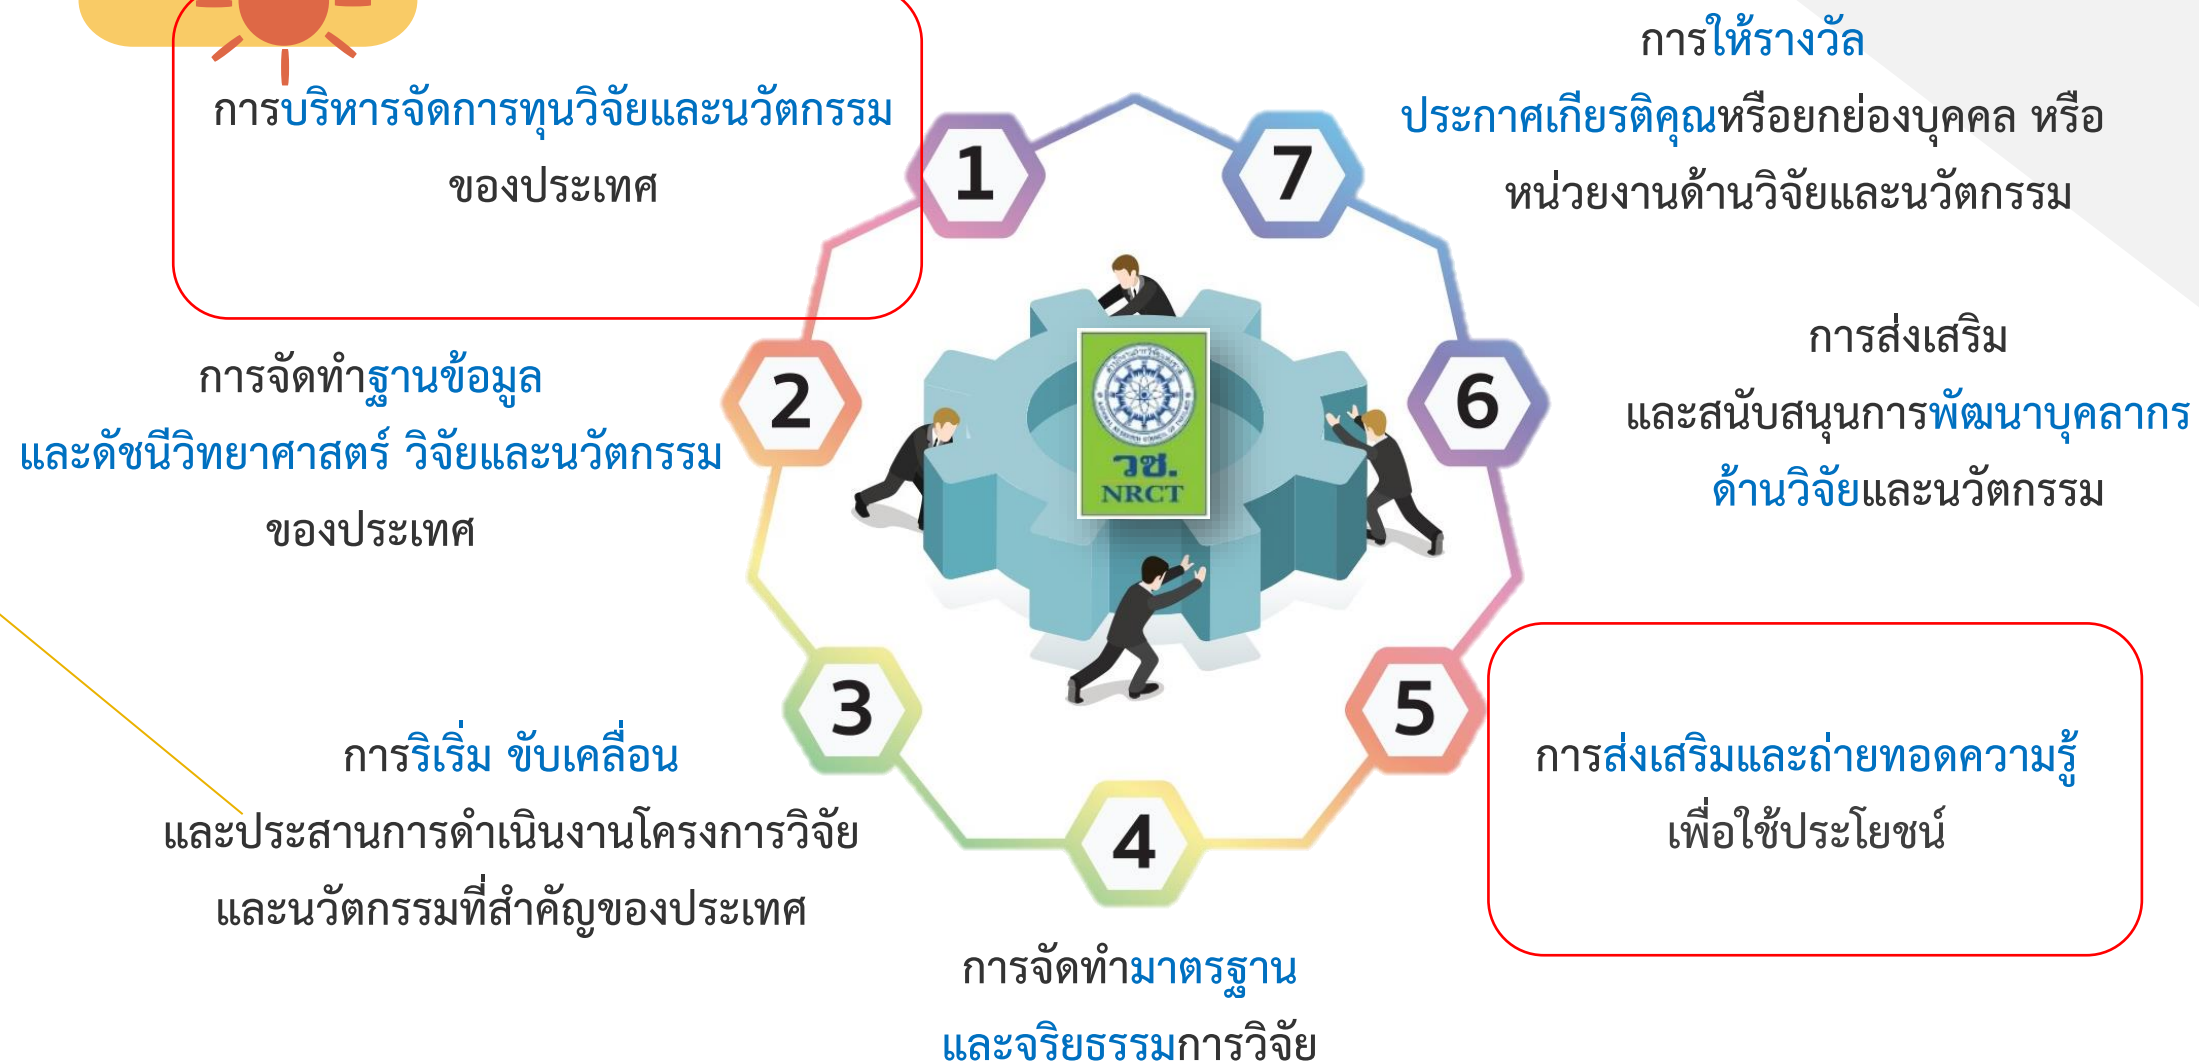 1
การบริหารจัดการทุนวิจัยและนวัตกรรม
ของประเทศ
2
การจัดทำฐานข้อมูล
และดัชนีวิทยาศาสตร์ วิจัยและนวัตกรรม
ของประเทศ
3
การริเริ่ม ขับเคลื่อน
และประสานการดำเนินงานโครงการวิจัย
และนวัตกรรมที่สำคัญของประเทศ
4
การจัดทำมาตรฐาน
และจริยธรรมการวิจัย
5
การส่งเสริมและถ่ายทอดความรู้
เพื่อใช้ประโยชน์
6
การส่งเสริม
และสนับสนุนการพัฒนาบุคลากร
ด้านวิจัยและนวัตกรรม
7
การให้รางวัล
ประกาศเกียรติคุณหรือยกย่องบุคคล หรือ
หน่วยงานด้านวิจัยและนวัตกรรม
วช.
NRCT